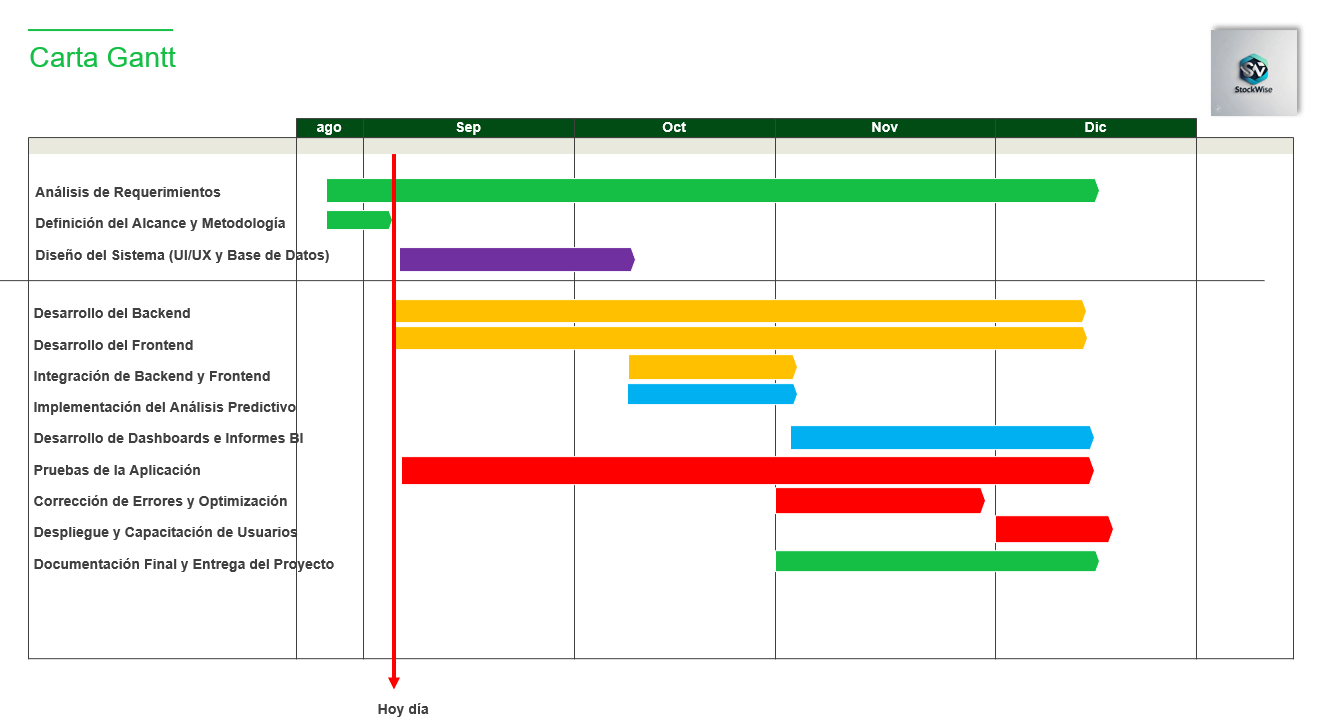 Carta Gantt
StockWise
ago Sep Oct Nov Dic
Análisis de Requerimientos
Definición del Alcance y Metodología
Diseño del Sistema (UI/UX y Base de Datos)
Desarrollo del Backend
Desarrollo del Frontend
Integración de Backend y Frontend
Implementación del Análisis Predictivo
Desarrollo de Dashboards e Informes BI
Pruebas de la Aplicación
Corrección de Errores y Optimización
Despliegue y Capacitación de Usuarios
Documentación Final y Entrega del Proyecto
Hoy día